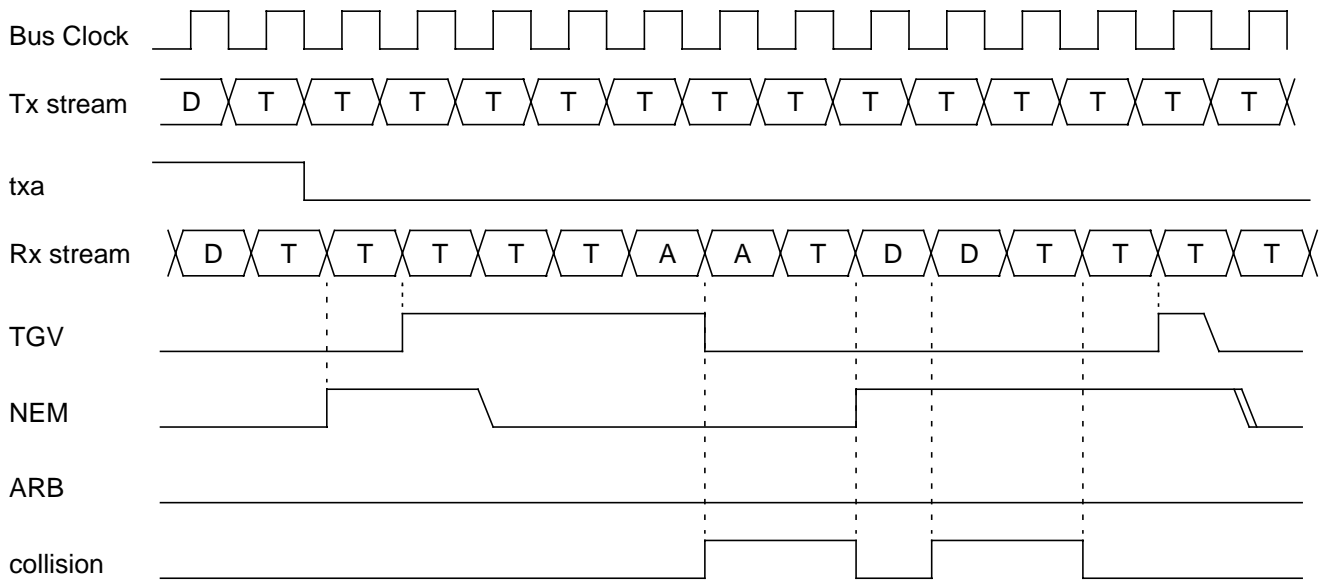 Bus Clock
Tx stream D T T T T T T T T T T T T T T
txa
Rx stream D T T T T T A A T D D T T T T
TGV
NEM
ARB
collision